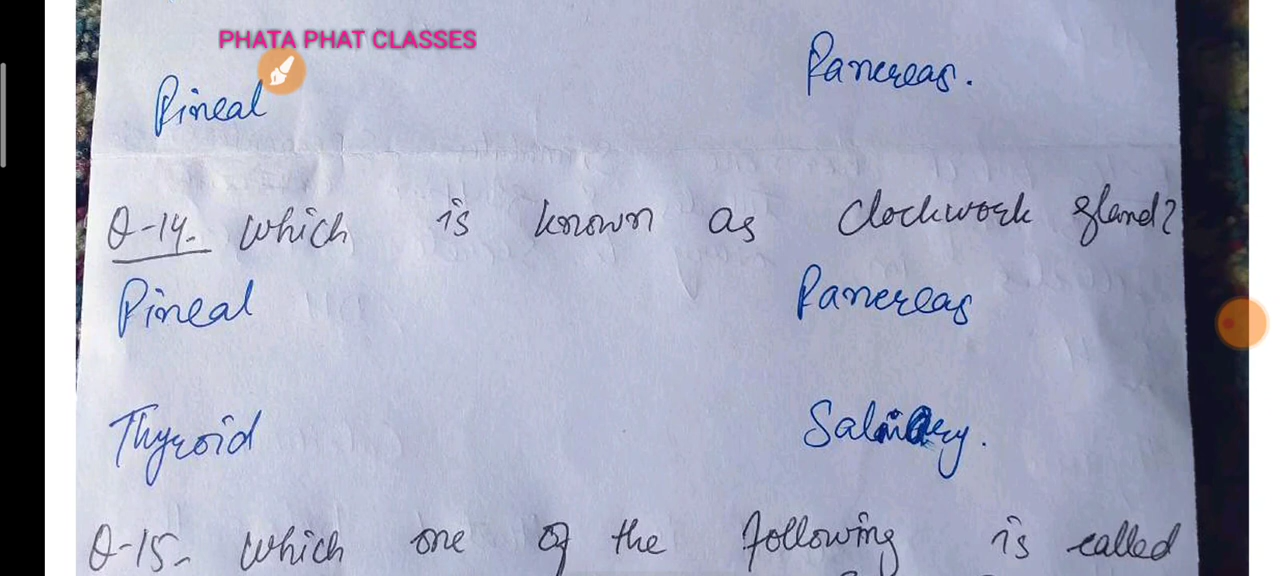 PHATA PHAT CLASSES
Pineal Pancreas.
Q-14. Which is known as Clockwork gland?
Pineal Pancreas
Thyroid
Q-15. Which one of the following is called